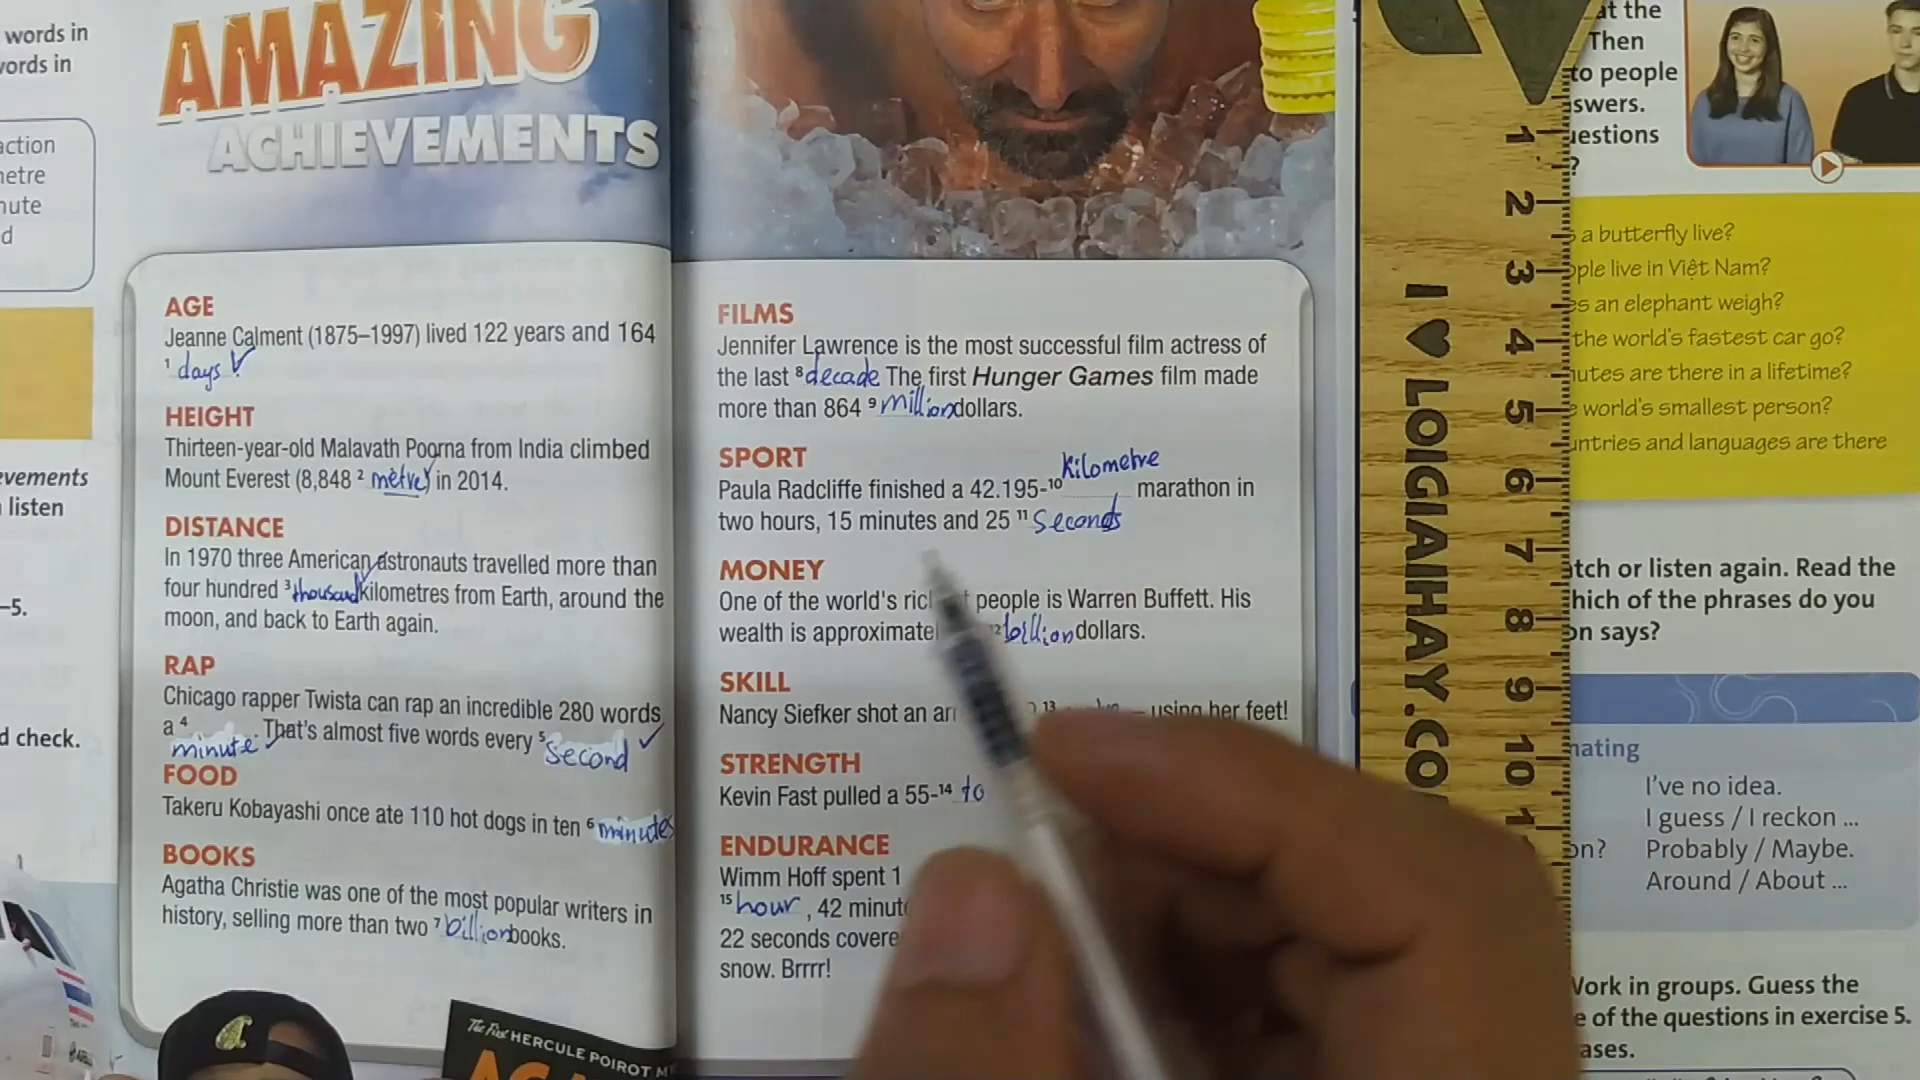 words in
words in
action
metre
nute
d
evements
listen
–5.
d check.
AMAZING
ACHIEVEMENTS
AGE
Jeanne Calment (1875–1997) lived 122 years and 164
1 days
HEIGHT
Thirteen-year-old Malavath Poorna from India climbed
Mount Everest (8,848 2 metre) in 2014.
DISTANCE
In 1970 three American astronauts travelled more than
four hundred 3 thousand kilometres from Earth, around the
moon, and back to Earth again.
RAP
Chicago rapper Twista can rap an incredible 280 words
a 4 minute. That's almost five words every 5 second
FOOD
Takeru Kobayashi once ate 110 hot dogs in ten 6 minutes
BOOKS
Agatha Christie was one of the most popular writers in
history, selling more than two 7 billion books.
The First HERCULE POIROT M
FILMS
Jennifer Lawrence is the most successful film actress of
the last 8 decade The first Hunger Games film made
more than 864 9 million dollars.
SPORT
Paula Radcliffe finished a 42.195-10 kilometre marathon in
two hours, 15 minutes and 25 11 seconds
MONEY
One of the world's ric people is Warren Buffett. His
wealth is approximate 12 billion dollars.
SKILL
Nancy Siefker shot an arr 13 – using her feet!
STRENGTH
Kevin Fast pulled a 55-14 to
ENDURANCE
Wimm Hoff spent 1
15 hour, 42 minut
22 seconds covere
snow. Brrrr!
1
2
3
4
5
6
7
8
9
10
1
I ♥ LOIGIAIHAY.CO
at the
Then
to people
swers.
uestions
?
s a butterfly live?
ople live in Việt Nam?
es an elephant weigh?
the world's fastest car go?
nutes are there in a lifetime?
e world's smallest person?
untries and languages are there
atch or listen again. Read the
hich of the phrases do you
on says?
mating
I've no idea.
I guess / I reckon ...
on? Probably / Maybe.
Around / About ...
Work in groups. Guess the
e of the questions in exercise 5.
ases.